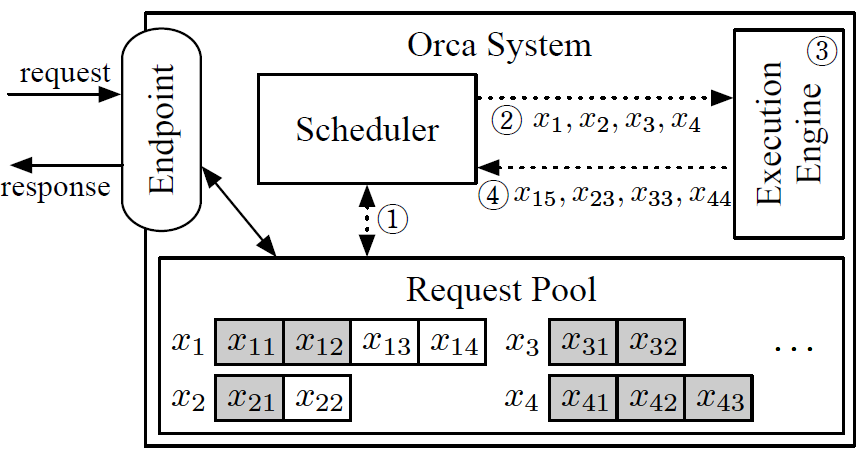 Orca System
request
response
Endpoint
Scheduler
② x₁, x₂, x₃, x₄
④ x₁₅, x₂₃, x₃₃, x₄₄
③
Execution
Engine
①
Request Pool
x₁ x₁₁ x₁₂ x₁₃ x₁₄ x₃ x₃₁ x₃₂ ...
x₂ x₂₁ x₂₂ x₄ x₄₁ x₄₂ x₄₃